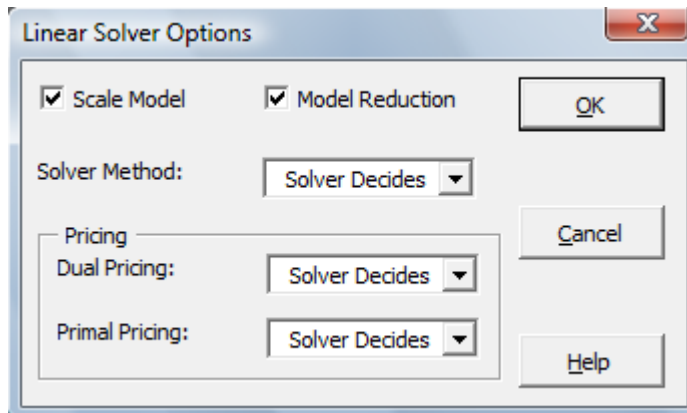 Linear Solver Options
Scale Model
Model Reduction
OK
Solver Method:
Solver Decides
Pricing
Cancel
Dual Pricing:
Solver Decides
Primal Pricing:
Solver Decides
Help